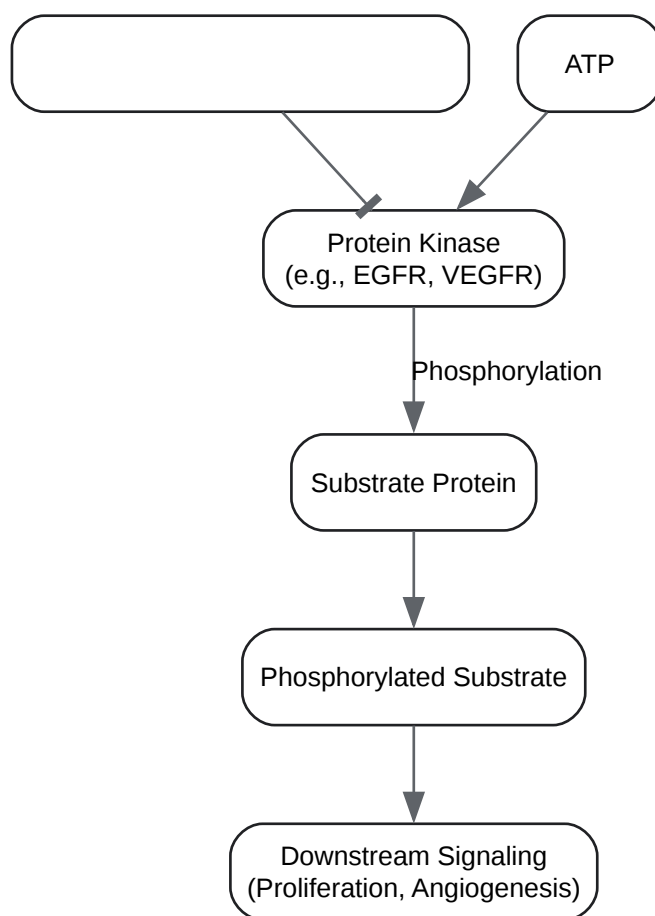 ATP
Protein Kinase
(e.g., EGFR, VEGFR)
Phosphorylation
Substrate Protein
Phosphorylated Substrate
Downstream Signaling
(Proliferation, Angiogenesis)